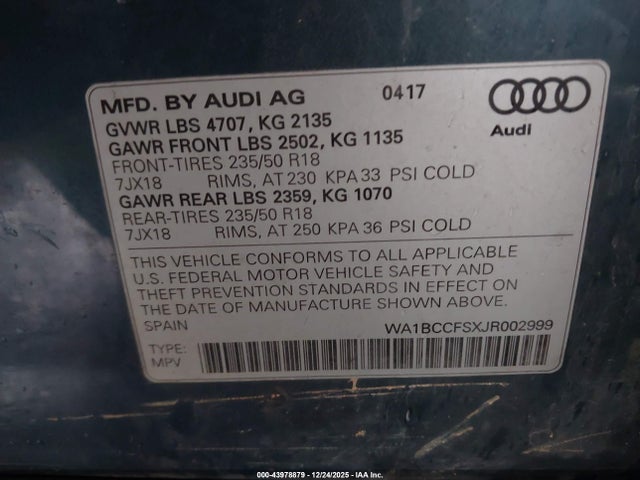 MFD. BY AUDI AG 0417
Audi
GVWR LBS 4707, KG 2135
GAWR FRONT LBS 2502, KG 1135
FRONT-TIRES 235/50 R18
7JX18 RIMS, AT 230 KPA 33 PSI COLD
GAWR REAR LBS 2359, KG 1070
REAR-TIRES 235/50 R18
7JX18 RIMS, AT 250 KPA 36 PSI COLD
THIS VEHICLE CONFORMS TO ALL APPLICABLE
U.S. FEDERAL MOTOR VEHICLE SAFETY AND
THEFT PREVENTION STANDARDS IN EFFECT ON
THE DATE OF MANUFACTURE SHOWN ABOVE.
SPAIN WA1BCCFSXJR002999
TYPE:
MPV
000-43978879 - 12/24/2025 - IAA Inc.